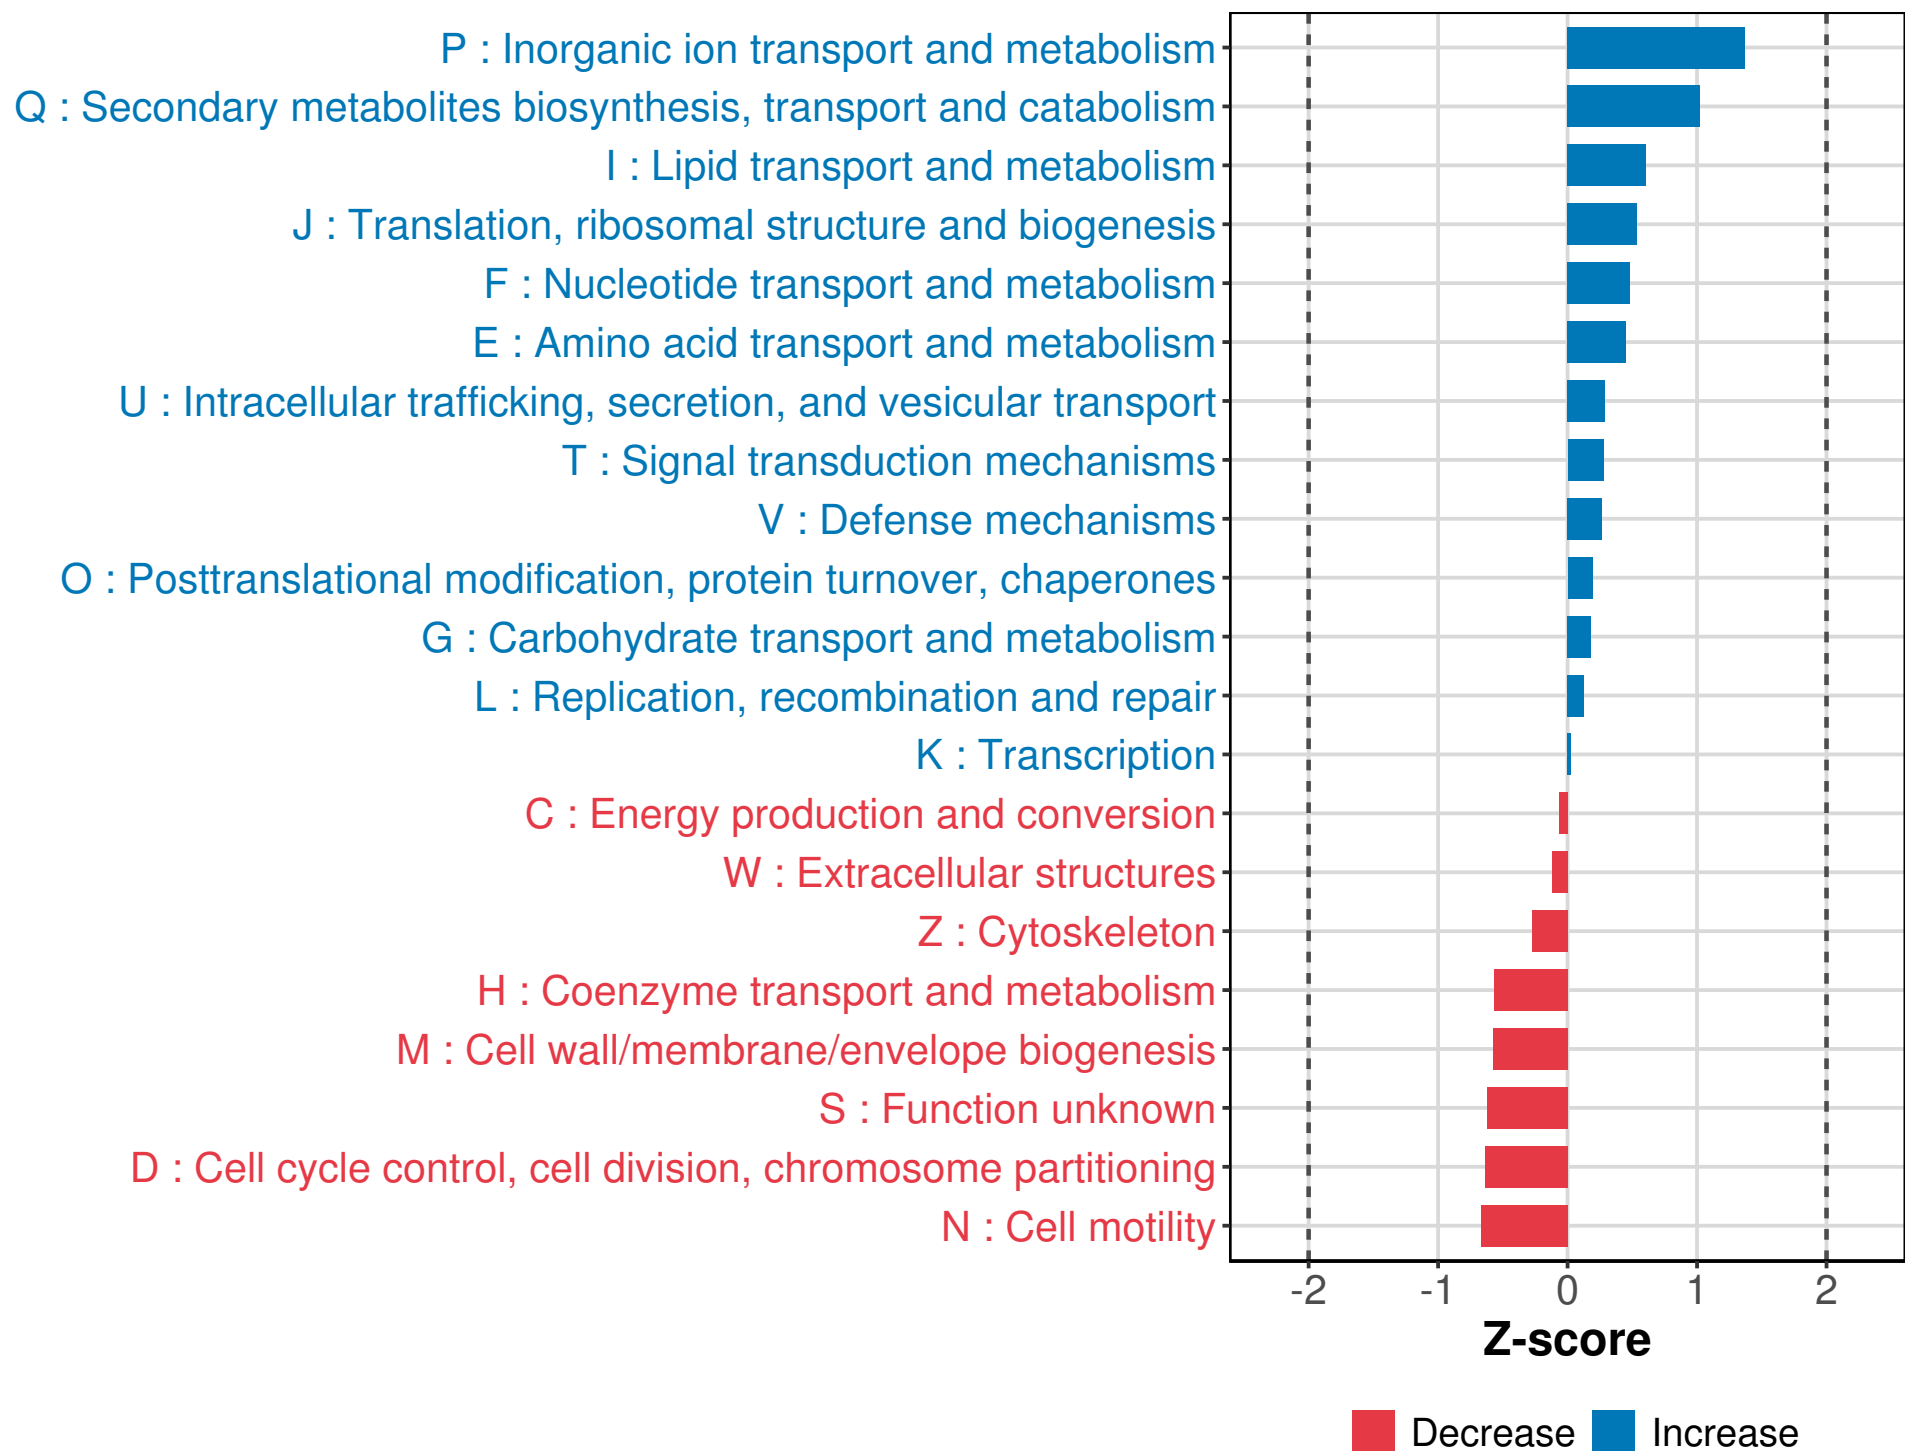 P : Inorganic ion transport and metabolism
Q : Secondary metabolites biosynthesis, transport and catabolism
I : Lipid transport and metabolism
J : Translation, ribosomal structure and biogenesis
F : Nucleotide transport and metabolism
E : Amino acid transport and metabolism
U : Intracellular trafficking, secretion, and vesicular transport
T : Signal transduction mechanisms
V : Defense mechanisms
O : Posttranslational modification, protein turnover, chaperones
G : Carbohydrate transport and metabolism
L : Replication, recombination and repair
K : Transcription
C : Energy production and conversion
W : Extracellular structures
Z : Cytoskeleton
H : Coenzyme transport and metabolism
M : Cell wall/membrane/envelope biogenesis
S : Function unknown
D : Cell cycle control, cell division, chromosome partitioning
N : Cell motility
-2 -1 0 1 2
Z-score
Decrease Increase